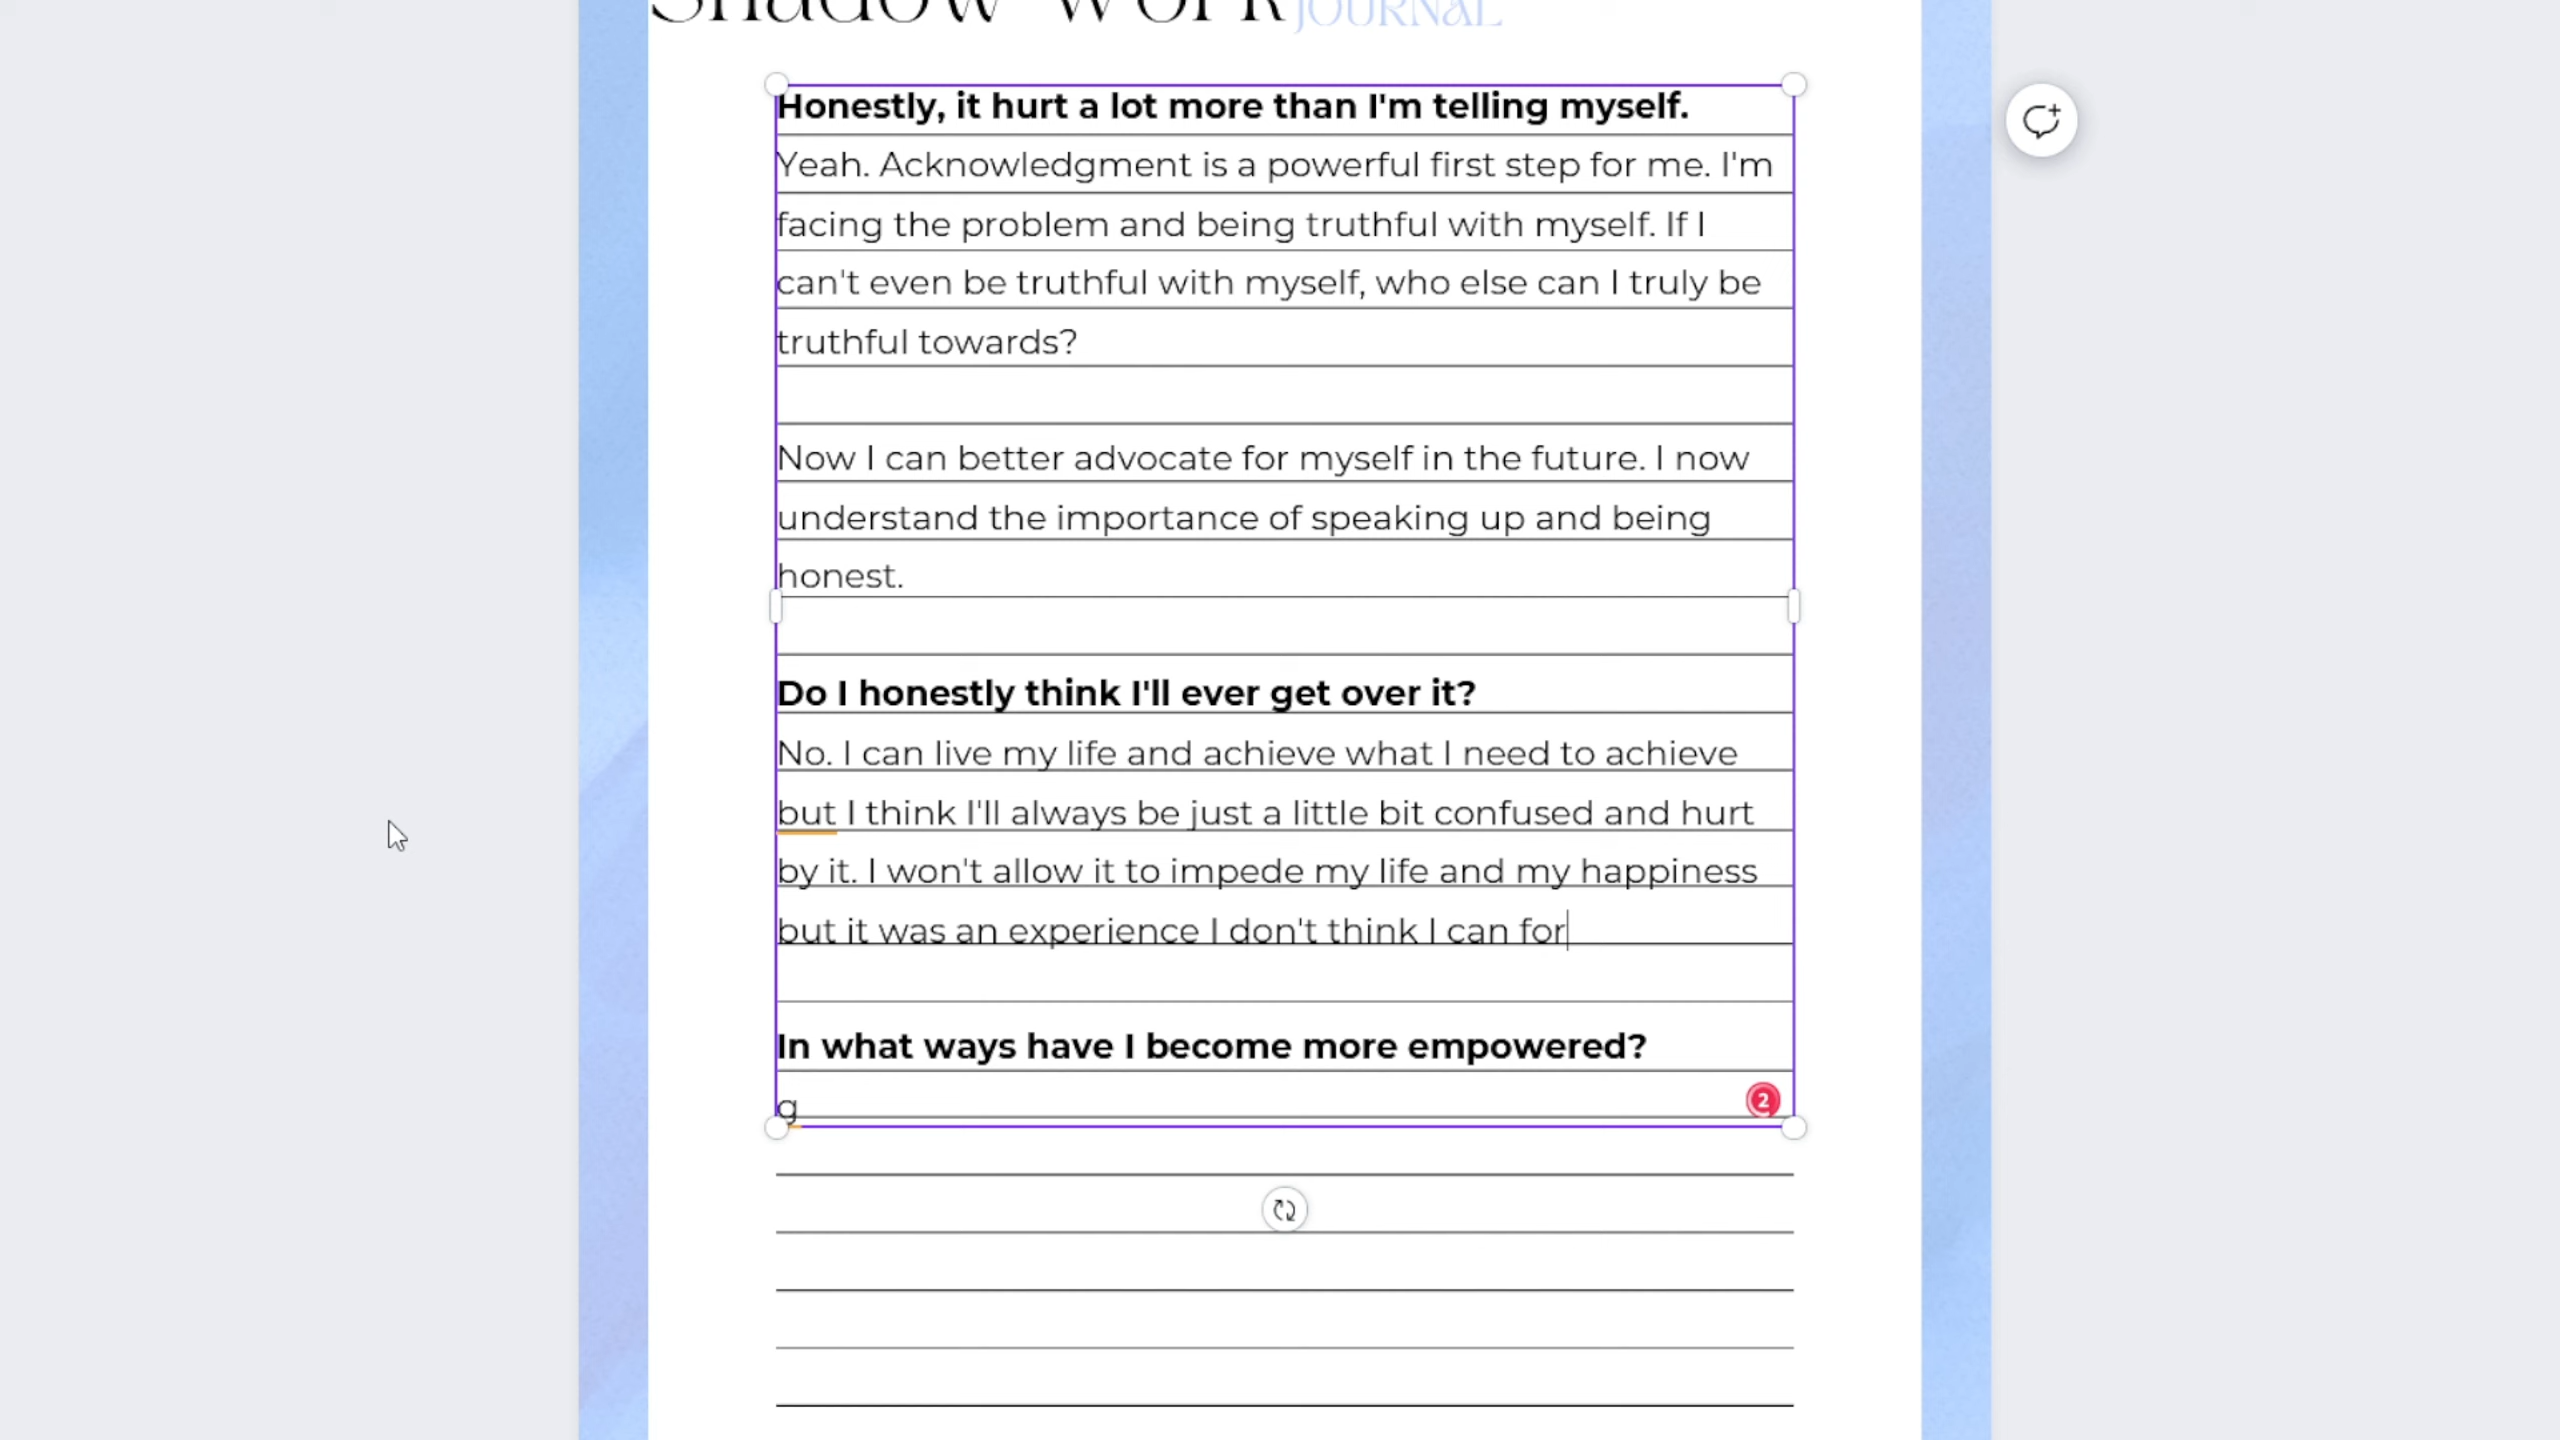 Shadow Work JOURNAL
Honestly, it hurt a lot more than I'm telling myself.
Yeah. Acknowledgment is a powerful first step for me. I'm
facing the problem and being truthful with myself. If I
can't even be truthful with myself, who else can I truly be
truthful towards?
Now I can better advocate for myself in the future. I now
understand the importance of speaking up and being
honest.
Do I honestly think I'll ever get over it?
No. I can live my life and achieve what I need to achieve
but I think I'll always be just a little bit confused and hurt
by it. I won't allow it to impede my life and my happiness
but it was an experience I don't think I can for
In what ways have I become more empowered?
g
2